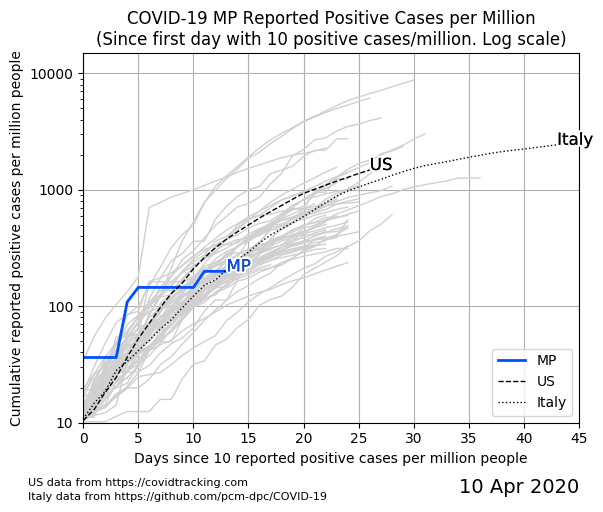 COVID-19 MP Reported Positive Cases per Million
(Since first day with 10 positive cases/million. Log scale)
Cumulative reported positive cases per million people
10000
1000
100
10
Italy
US
MP
MP
US
Italy
0 5 10 15 20 25 30 35 40 45
Days since 10 reported positive cases per million people
US data from https://covidtracking.com
Italy data from https://github.com/pcm-dpc/COVID-19
10 Apr 2020